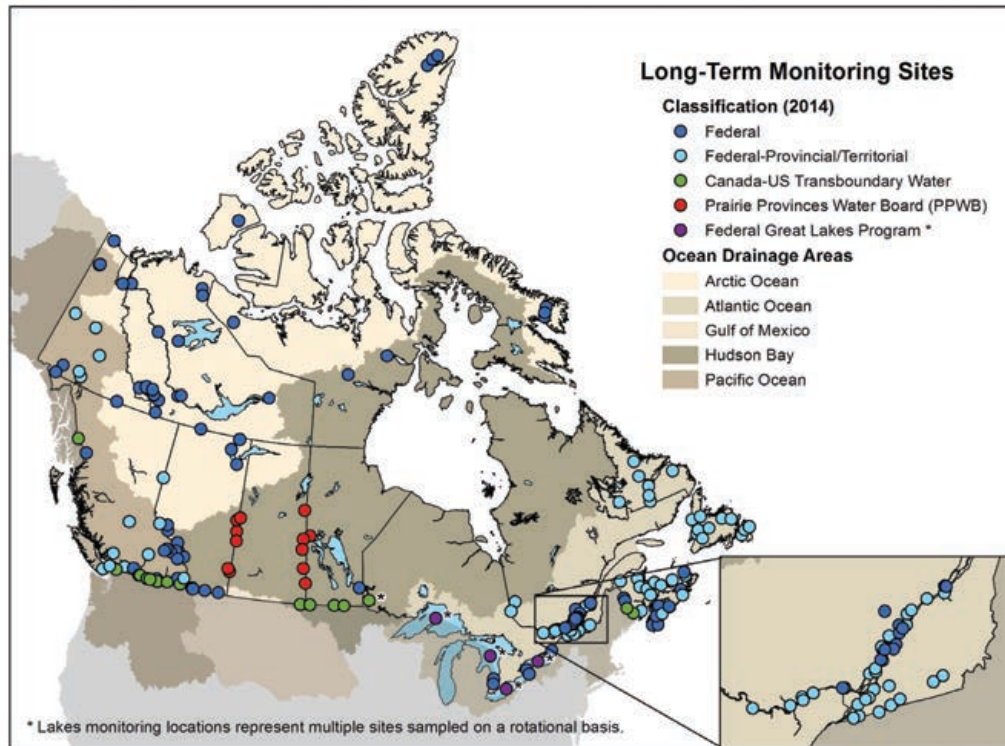 Long-Term Monitoring Sites
Classification (2014)
Federal
Federal-Provincial/Territorial
Canada-US Transboundary Water
Prairie Provinces Water Board (PPWB)
Federal Great Lakes Program *
Ocean Drainage Areas
Arctic Ocean
Atlantic Ocean
Gulf of Mexico
Hudson Bay
Pacific Ocean
* Lakes monitoring locations represent multiple sites sampled on a rotational basis.